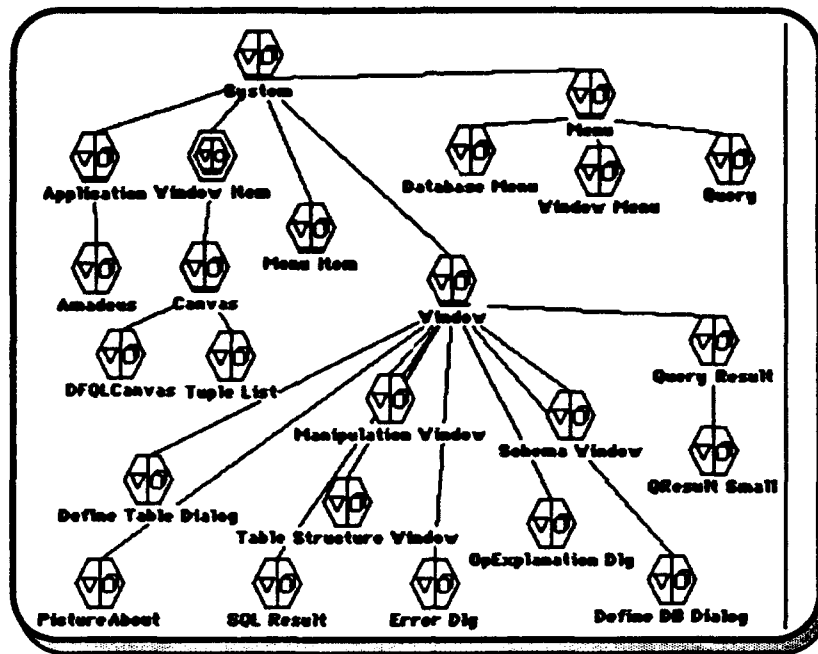 System
Menu
Application Window Item
Database Menu
Window Menu
Query
Menu Item
Amadeus
Canvas
Window
DFQLCanvas Tuple List
Query Result
Manipulation Window
Schema Window
QResult Small
Define Table Dialog
Table Structure Window
OpExplanation Dlg
PictureAbout
SQL Result
Error Dlg
Define DB Dialog